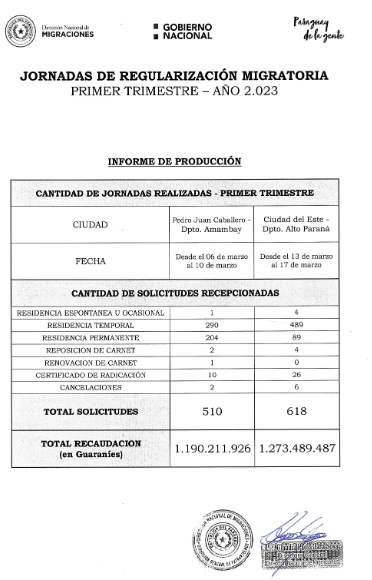 Dirección Nacional de
MIGRACIONES
GOBIERNO
NACIONAL
Paraguay
de la gente
JORNADAS DE REGULARIZACIÓN MIGRATORIA
PRIMER TRIMESTRE – AÑO 2.023
INFORME DE PRODUCCIÓN
CANTIDAD DE JORNADAS REALIZADAS - PRIMER TRIMESTRE
CIUDAD
Pedro Juan Caballero -
Dpto. Amambay
Ciudad del Este -
Dpto. Alto Paraná
FECHA
Desde el 06 de marzo
al 10 de marzo
Desde el 13 de marzo
al 17 de marzo
CANTIDAD DE SOLICITUDES RECEPCIONADAS
RESIDENCIA ESPONTANEA U OCASIONAL 1 4
RESIDENCIA TEMPORAL 290 489
RESIDENCIA PERMANENTE 204 89
REPOSICION DE CARNET 2 4
RENOVACION DE CARNET 1 0
CERTIFICADO DE RADICACIÓN 10 26
CANCELACIONES 2 6
TOTAL SOLICITUDES 510 618
TOTAL RECAUDACION
(en Guaraníes)
1.190.211.926 1.273.489.487